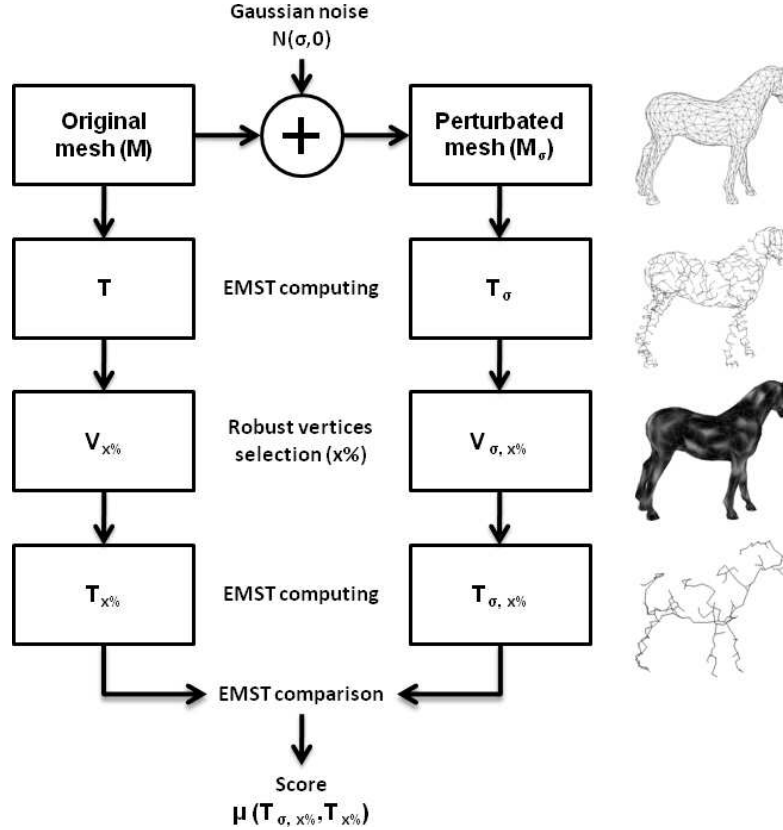 Gaussian noise
N(σ,0)
Original
mesh (M)
+
Perturbated
mesh (Mσ)
T
EMST computing
Tσ
Vx%
Robust vertices
selection (x%)
Vσ, x%
Tx%
EMST computing
Tσ, x%
EMST comparison
Score
μ (Tσ, x%,Tx%)